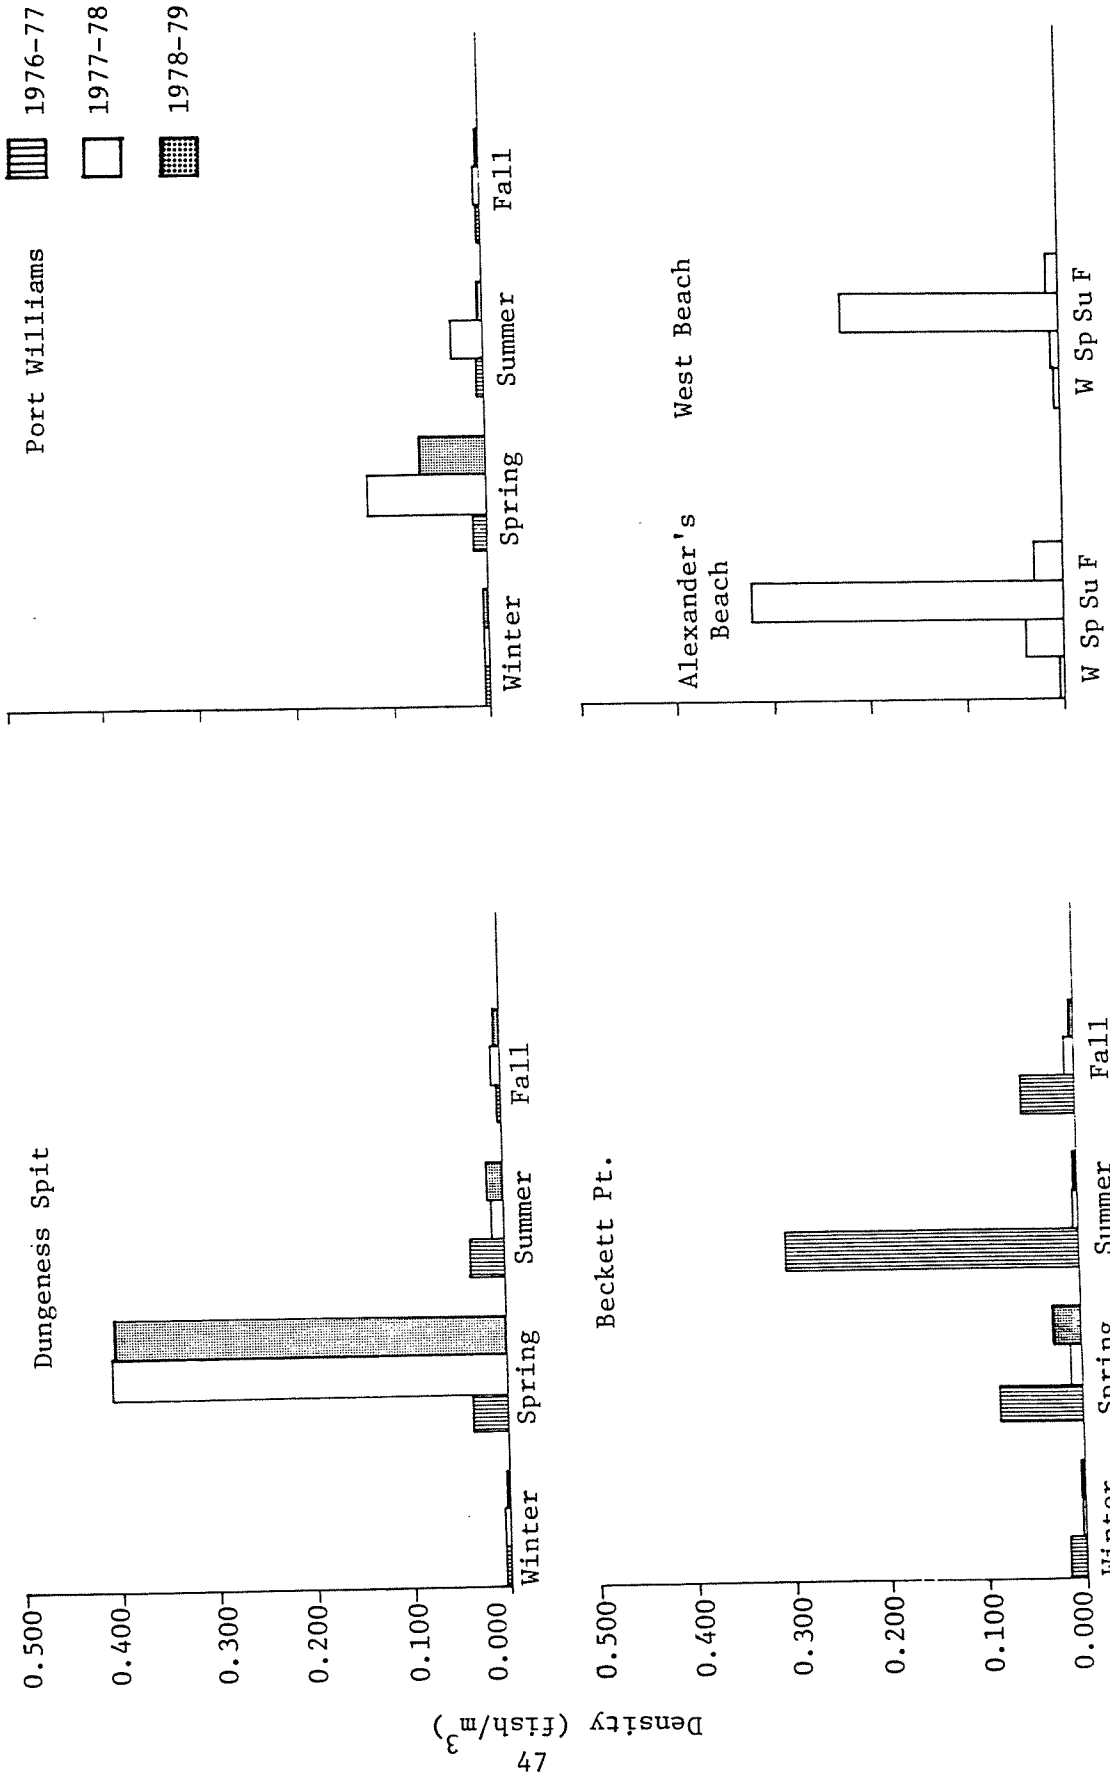 1976-77
1977-78
1978-79
Dungeness Spit
0.500
0.400
0.300
0.200
0.100
0.000
Winter
Spring
Summer
Fall
Port Williams
Winter
Spring
Summer
Fall
Density (fish/m3)
Beckett Pt.
0.500
0.400
0.300
0.200
0.100
0.000
Winter
Spring
Summer
Fall
Alexander's
Beach
W Sp Su F
West Beach
W Sp Su F
47